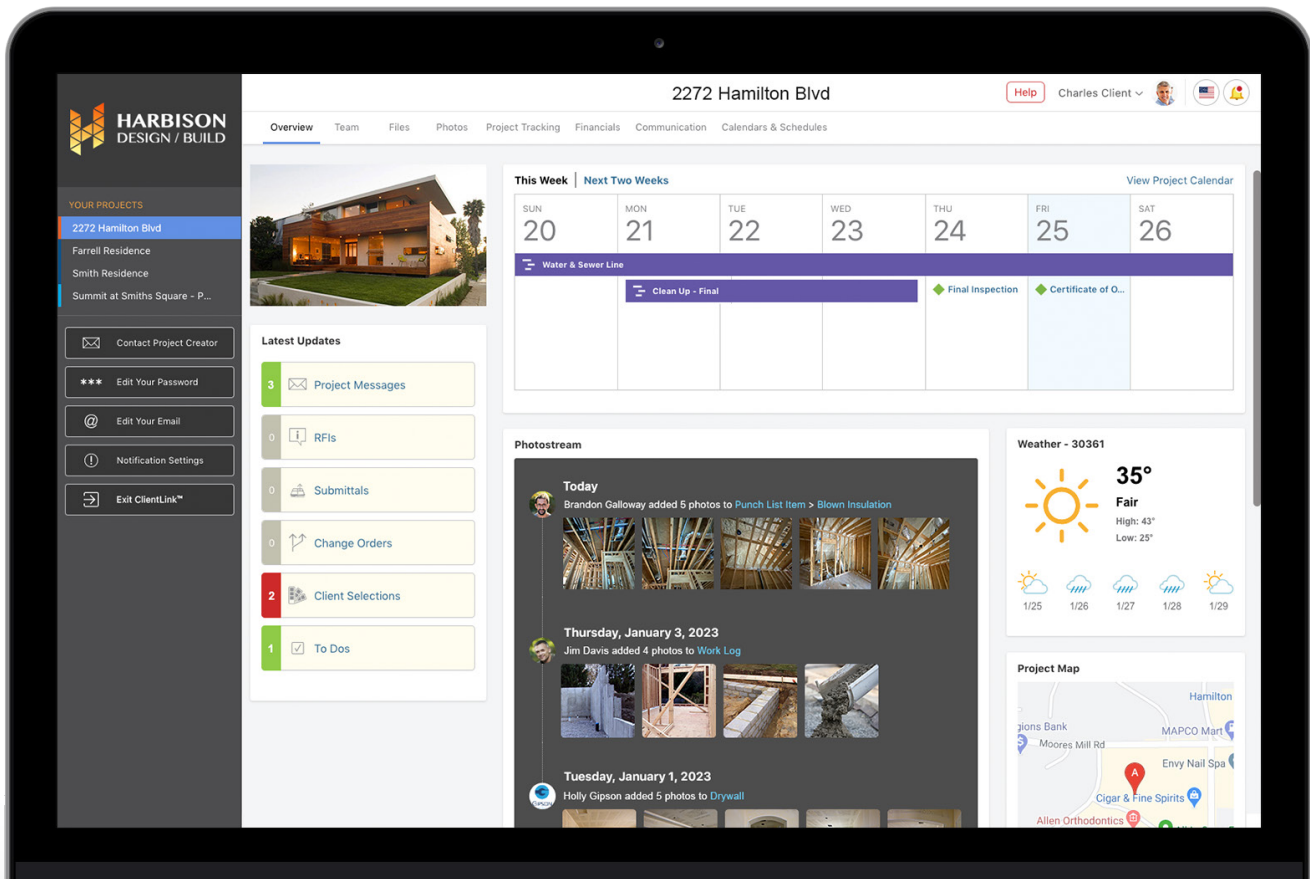 HARBISON
DESIGN / BUILD
2272 Hamilton Blvd
Help
Charles Client
Overview
Team
Files
Photos
Project Tracking
Financials
Communication
Calendars & Schedules
YOUR PROJECTS
2272 Hamilton Blvd
Farrell Residence
Smith Residence
Summit at Smiths Square - P...
Contact Project Creator
*** Edit Your Password
@ Edit Your Email
Notification Settings
Exit ClientLink™
Latest Updates
3 Project Messages
0 RFIs
0 Submittals
0 Change Orders
2 Client Selections
1 To Dos
This Week | Next Two Weeks
View Project Calendar
SUN MON TUE WED THU FRI SAT
20 21 22 23 24 25 26
Water & Sewer Line
Clean Up - Final
Final Inspection
Certificate of O...
Photostream
Today
Brandon Galloway added 5 photos to Punch List Item > Blown Insulation
Thursday, January 3, 2023
Jim Davis added 4 photos to Work Log
Tuesday, January 1, 2023
Holly Gipson added 5 photos to Drywall
Weather - 30361
35°
Fair
High: 43°
Low: 25°
1/25 1/26 1/27 1/28 1/29
Project Map
Hamilton
gions Bank
MAPCO Mart
Moores Mill Rd
Envy Nail Spa
A
Cigar & Fine Spirits
Allen Orthodontics